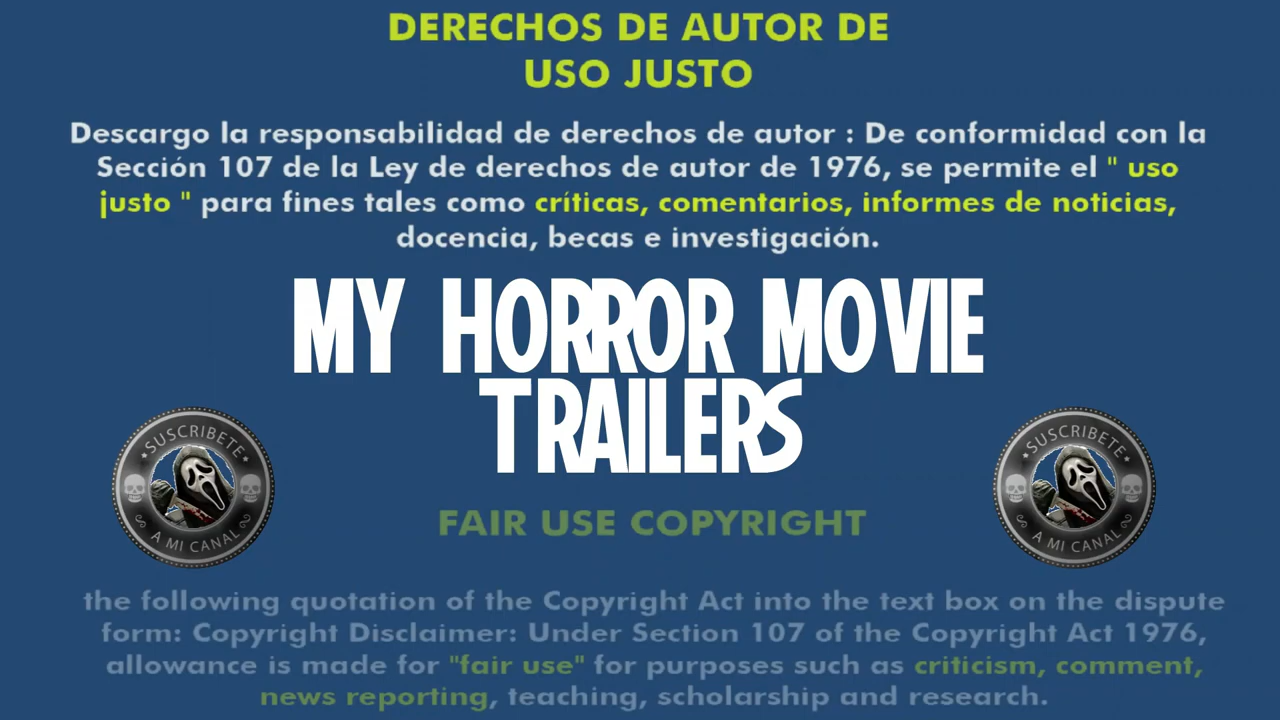 DERECHOS DE AUTOR DE
USO JUSTO
Descargo la responsabilidad de derechos de autor : De conformidad con la
Sección 107 de la Ley de derechos de autor de 1976, se permite el " uso
justo " para fines tales como críticas, comentarios, informes de noticias,
docencia, becas e investigación.
MY HORROR MOVIE
TRAILERS
SUSCRIBETE
A MI CANAL
SUSCRIBETE
A MI CANAL
FAIR USE COPYRIGHT
the following quotation of the Copyright Act into the text box on the dispute
form: Copyright Disclaimer: Under Section 107 of the Copyright Act 1976,
allowance is made for "fair use" for purposes such as criticism, comment,
news reporting, teaching, scholarship and research.